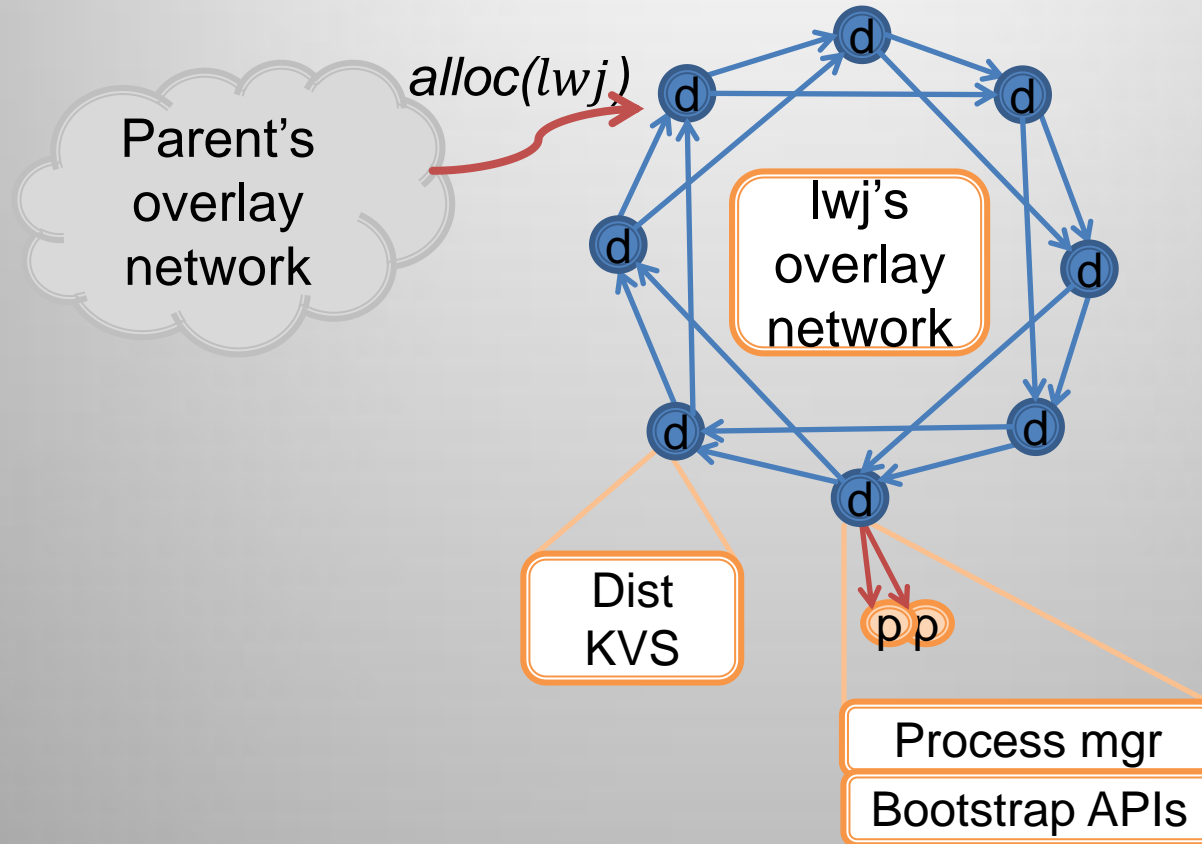 alloc(lwj)
Parent's
overlay
network
d
d
d
d
d
d
d
d
lwj's
overlay
network
Dist
KVS
p p
Process mgr
Bootstrap APIs